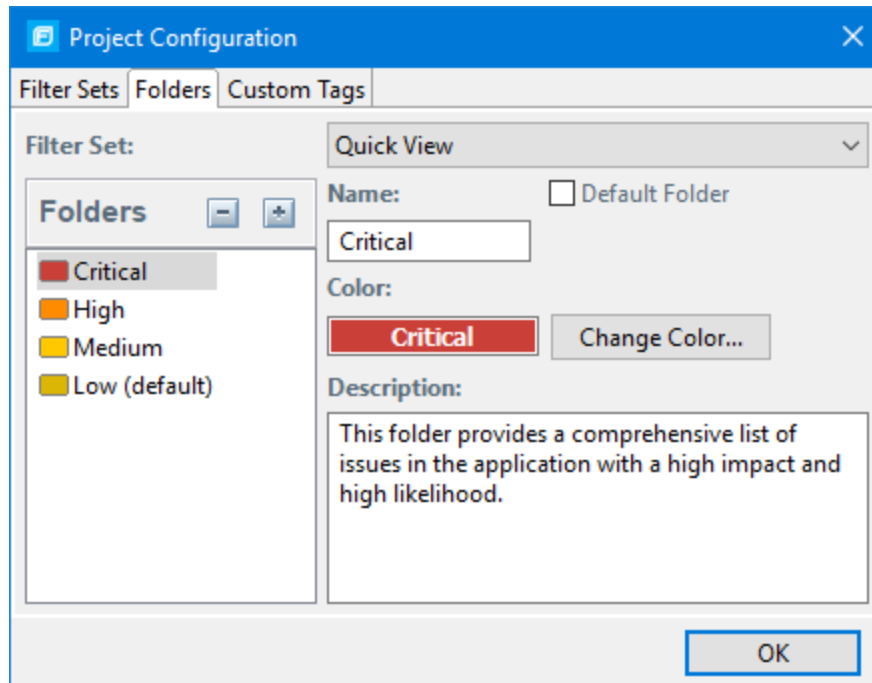 Project Configuration
Filter Sets Folders Custom Tags
Filter Set: Quick View
Folders
Name: Default Folder
Critical
Critical
High
Medium
Low (default)
Color:
Critical Change Color...
Description:
This folder provides a comprehensive list of
issues in the application with a high impact and
high likelihood.
OK